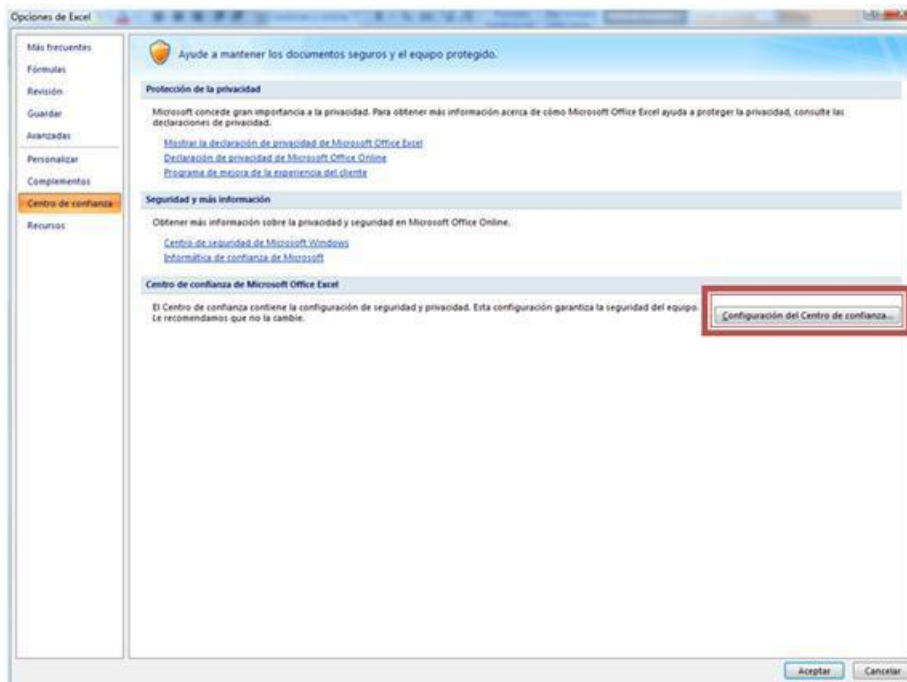 Opciones de Excel
Más frecuentes
Fórmulas
Revisión
Guardar
Avanzadas
Personalizar
Complementos
Centro de confianza
Recursos
Ayude a mantener los documentos seguros y el equipo protegido.
Protección de la privacidad
Microsoft concede gran importancia a la privacidad. Para obtener más información acerca de cómo Microsoft Office Excel ayuda a proteger la privacidad, consulte las
declaraciones de privacidad.
Mostrar la declaración de privacidad de Microsoft Office Excel
Declaración de privacidad de Microsoft Office Online
Programa de mejora de la experiencia del cliente
Seguridad y más información
Obtener más información sobre la privacidad y seguridad en Microsoft Office Online.
Centro de seguridad de Microsoft Windows
Informática de confianza de Microsoft
Centro de confianza de Microsoft Office Excel
El Centro de confianza contiene la configuración de seguridad y privacidad. Esta configuración garantiza la seguridad del equipo.
Le recomendamos que no la cambie.
Configuración del Centro de confianza...
Aceptar
Cancelar